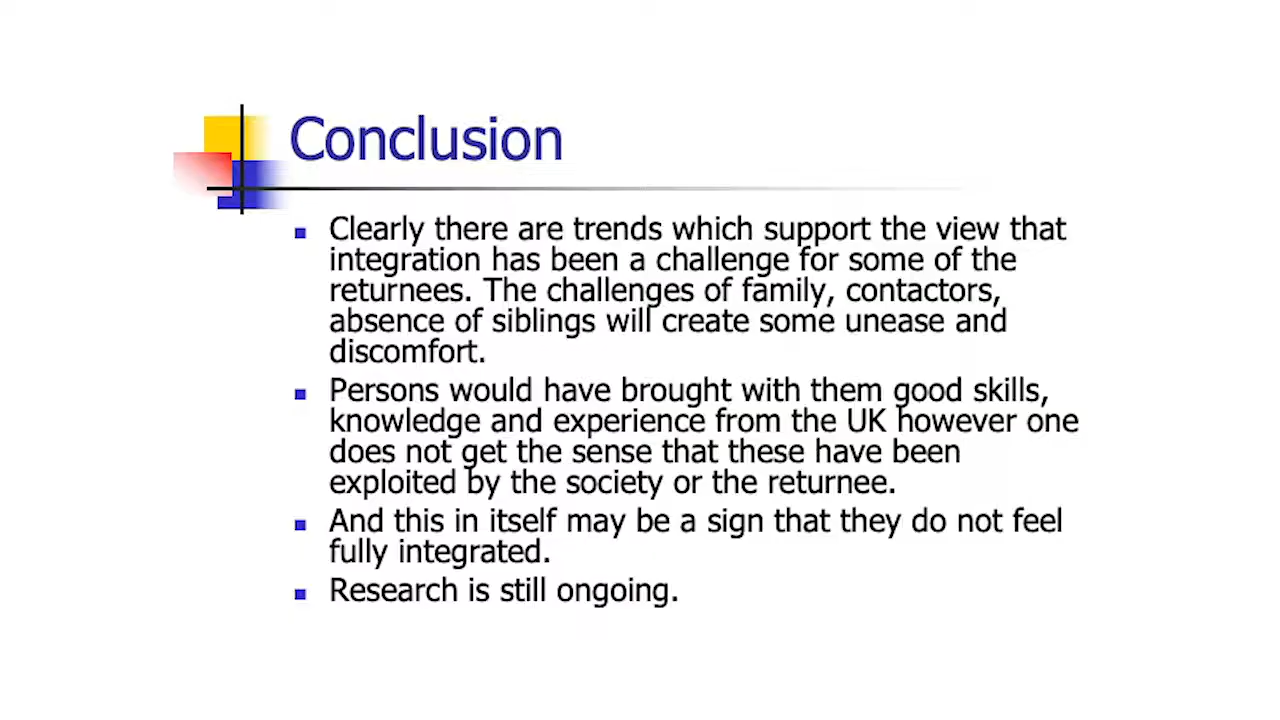 Conclusion
Clearly there are trends which support the view that
integration has been a challenge for some of the
returnees. The challenges of family, contactors,
absence of siblings will create some unease and
discomfort.
Persons would have brought with them good skills,
knowledge and experience from the UK however one
does not get the sense that these have been
exploited by the society or the returnee.
And this in itself may be a sign that they do not feel
fully integrated.
Research is still ongoing.